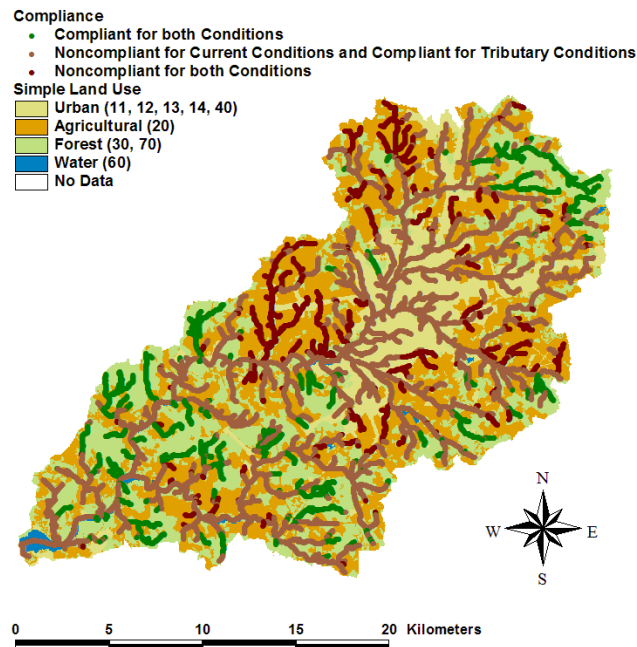 Compliance
Compliant for both Conditions
Noncompliant for Current Conditions and Compliant for Tributary Conditions
Noncompliant for both Conditions
Simple Land Use
Urban (11, 12, 13, 14, 40)
Agricultural (20)
Forest (30, 70)
Water (60)
No Data
N
W E
S
0 5 10 15 20 Kilometers